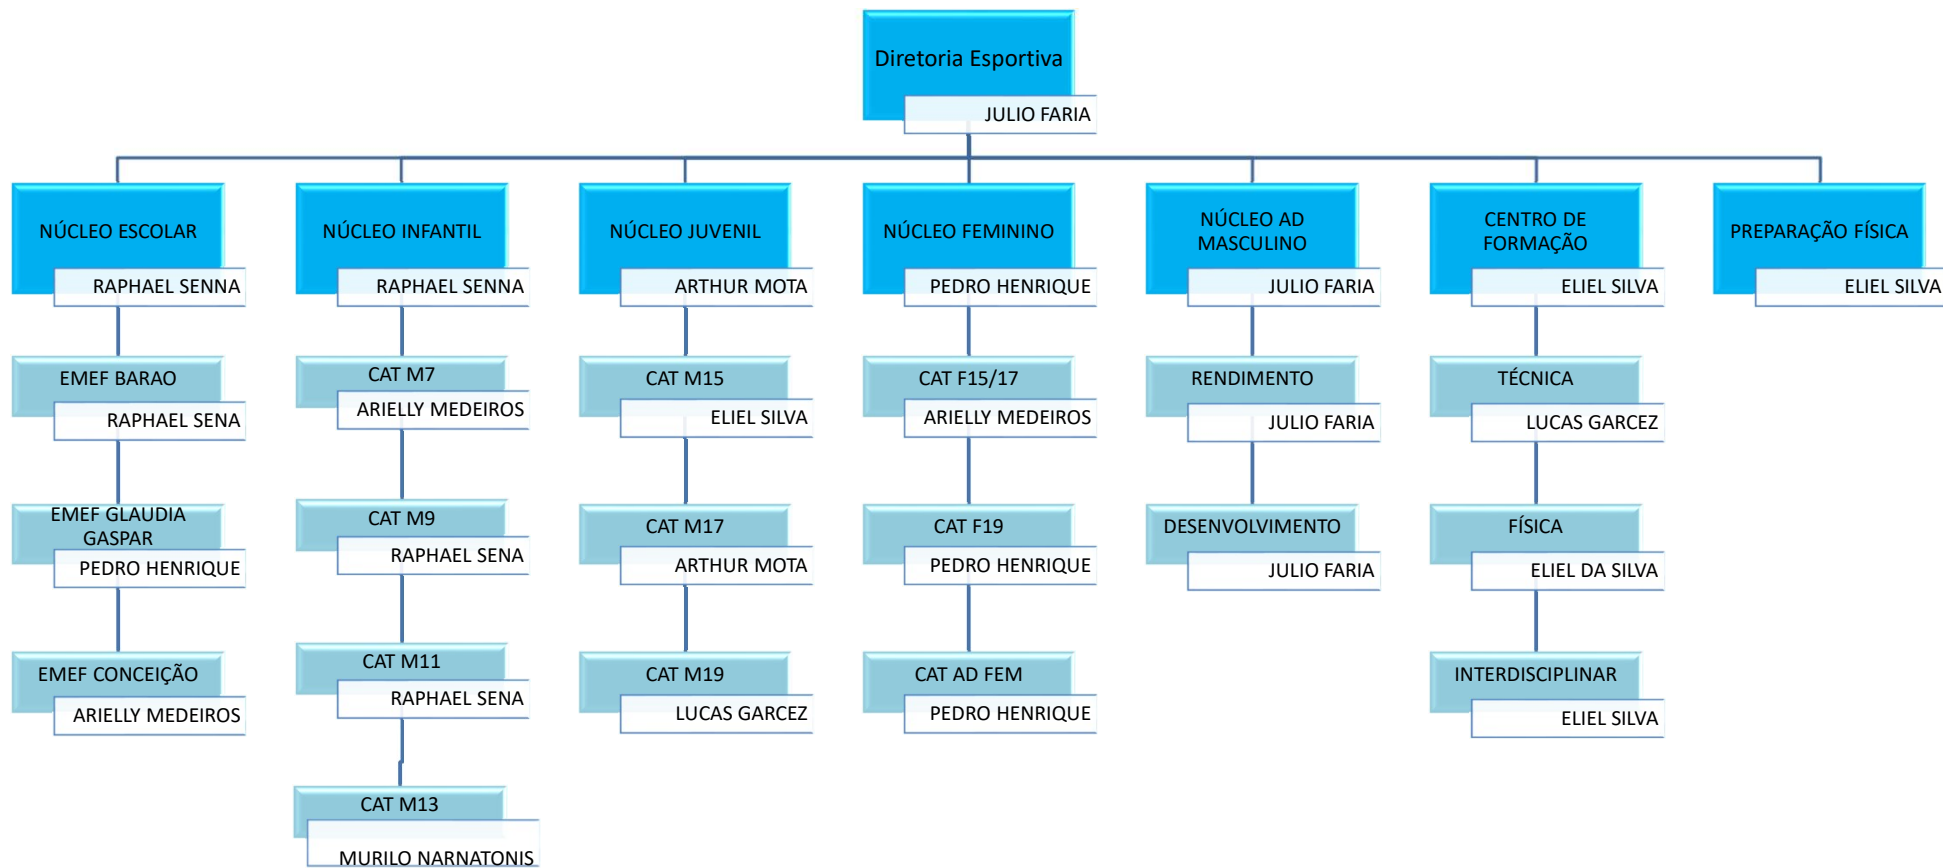 Diretoria Esportiva
JULIO FARIA
NÚCLEO ESCOLAR
RAPHAEL SENNA
EMEF BARAO
RAPHAEL SENA
EMEF GLAUDIA
GASPAR
PEDRO HENRIQUE
EMEF CONCEIÇÃO
ARIELLY MEDEIROS
NÚCLEO INFANTIL
RAPHAEL SENNA
CAT M7
ARIELLY MEDEIROS
CAT M9
RAPHAEL SENA
CAT M11
RAPHAEL SENA
CAT M13
MURILO NARNATONIS
NÚCLEO JUVENIL
ARTHUR MOTA
CAT M15
ELIEL SILVA
CAT M17
ARTHUR MOTA
CAT M19
LUCAS GARCEZ
NÚCLEO FEMININO
PEDRO HENRIQUE
CAT F15/17
ARIELLY MEDEIROS
CAT F19
PEDRO HENRIQUE
CAT AD FEM
PEDRO HENRIQUE
NÚCLEO AD
MASCULINO
JULIO FARIA
RENDIMENTO
JULIO FARIA
DESENVOLVIMENTO
JULIO FARIA
CENTRO DE
FORMAÇÃO
ELIEL SILVA
TÉCNICA
LUCAS GARCEZ
FÍSICA
ELIEL DA SILVA
INTERDISCIPLINAR
ELIEL SILVA
PREPARAÇÃO FÍSICA
ELIEL SILVA